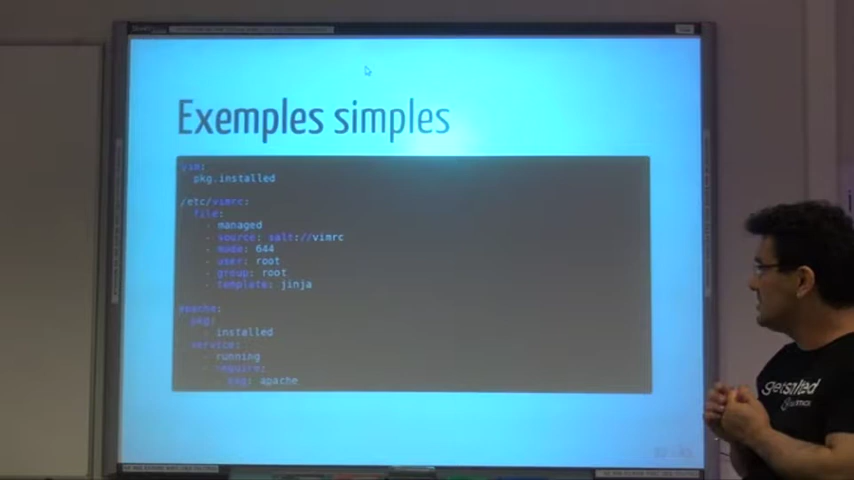 Exemples simples
vim:
pkg.installed
/etc/vimrc:
file:
- managed
- source: salt://vimrc
- mode: 644
- user: root
- group: root
- template: jinja
apache:
pkg:
- installed
service:
- running
- require:
- pkg: apache
getsalted